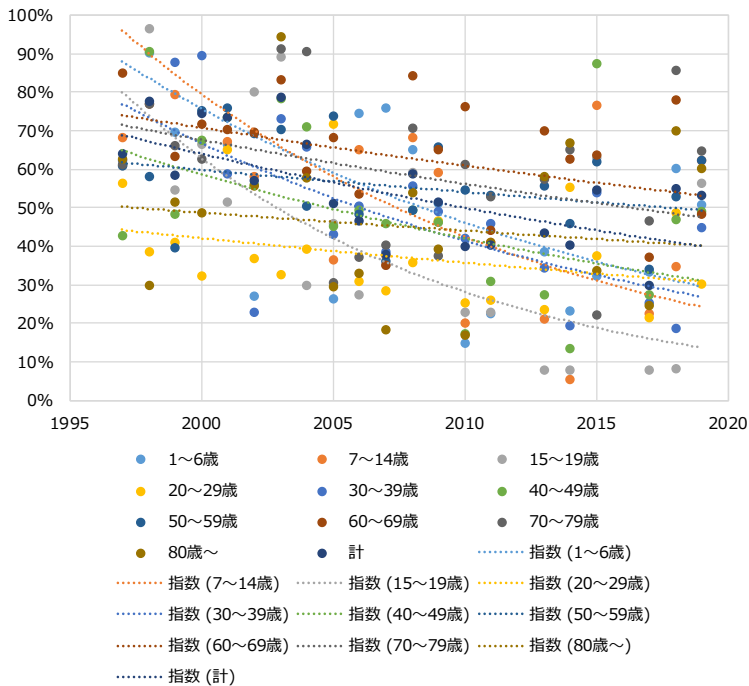 100%
90%
80%
70%
60%
50%
40%
30%
20%
10%
0%
1995 2000 2005 2010 2015 2020
1～6歳 7～14歳 15～19歳
20～29歳 30～39歳 40～49歳
50～59歳 60～69歳 70～79歳
80歳～ 計 指数 (1～6歳)
指数 (7～14歳) 指数 (15～19歳) 指数 (20～29歳)
指数 (30～39歳) 指数 (40～49歳) 指数 (50～59歳)
指数 (60～69歳) 指数 (70～79歳) 指数 (80歳～)
指数 (計)